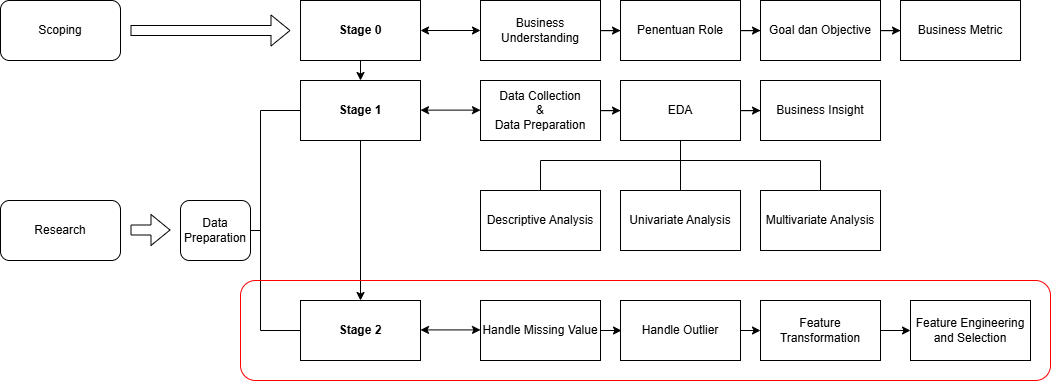 Scoping
Stage 0
Business
Understanding
Penentuan Role
Goal dan Objective
Business Metric
Stage 1
Data Collection
&
Data Preparation
EDA
Business Insight
Descriptive Analysis
Univariate Analysis
Multivariate Analysis
Research
Data
Preparation
Stage 2
Handle Missing Value
Handle Outlier
Feature
Transformation
Feature Engineering
and Selection